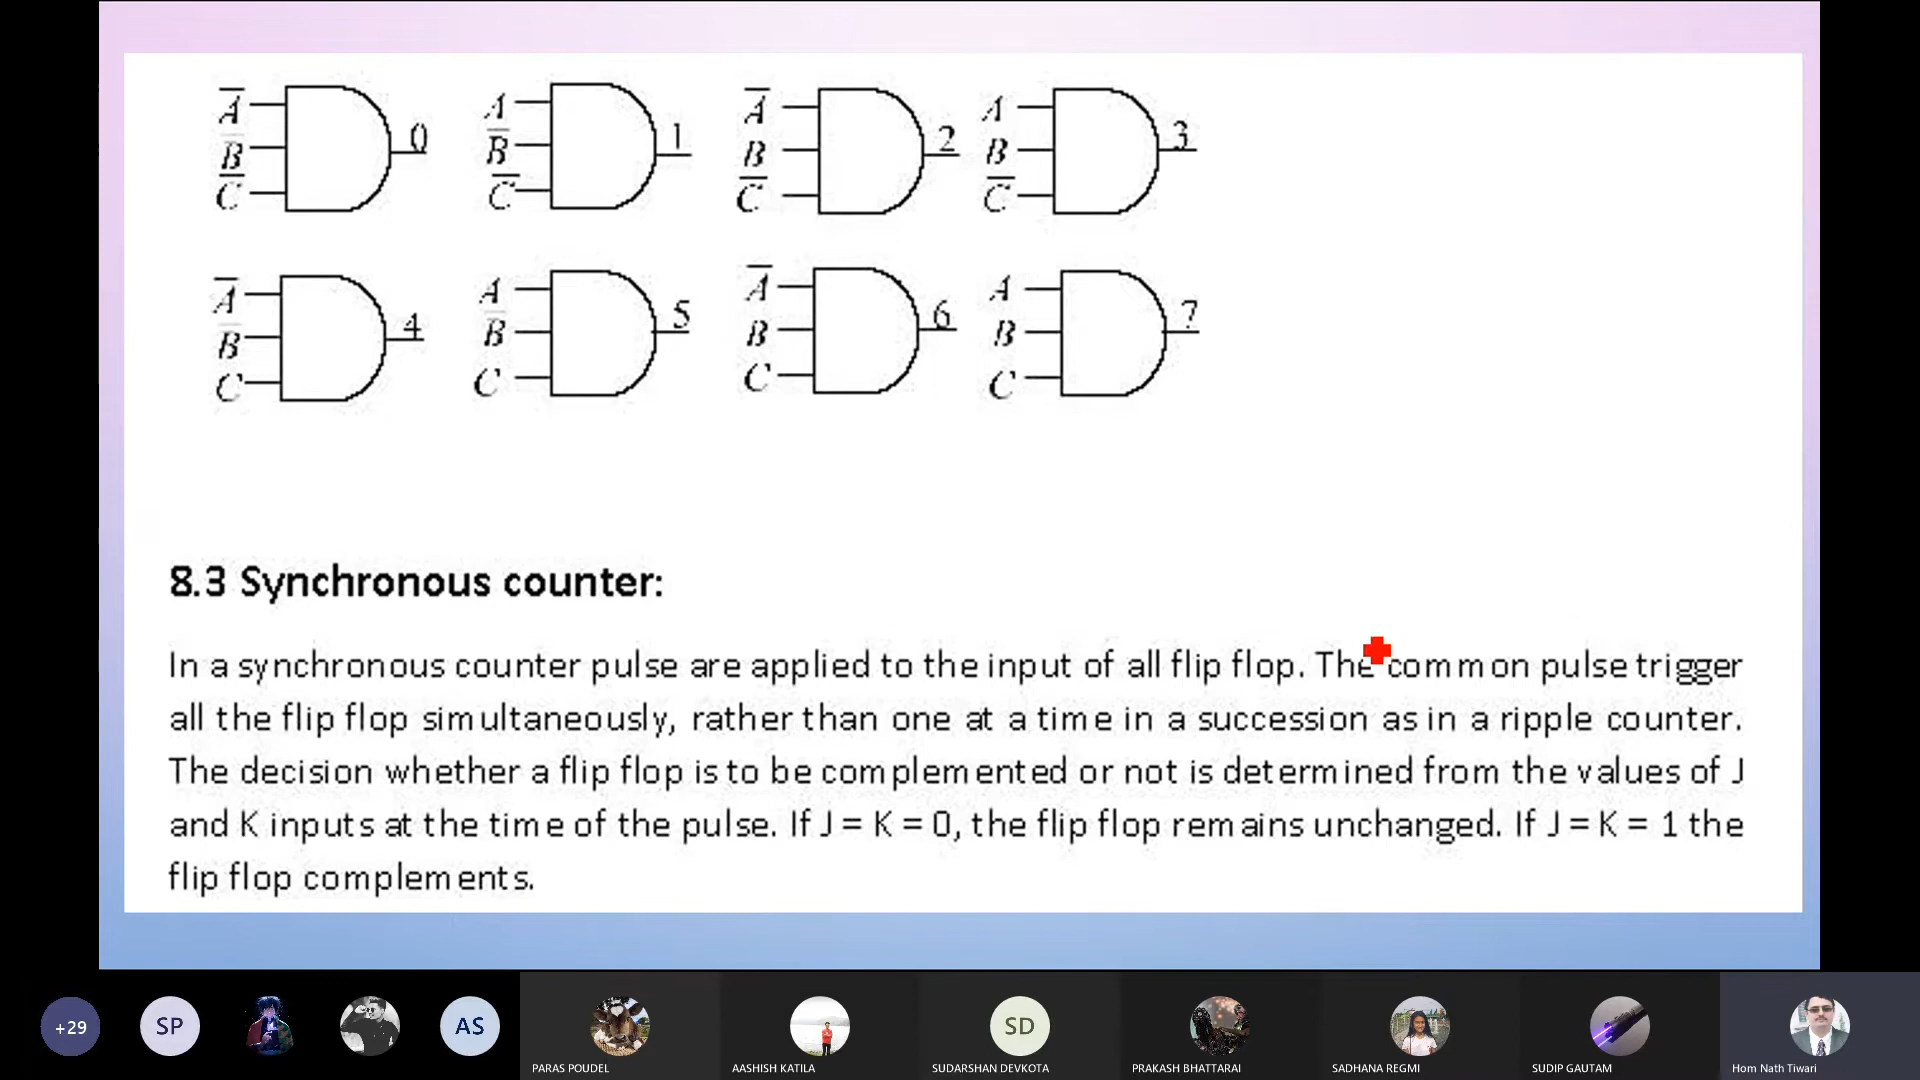 A̅ A A̅ A
0 1 2 3
B̅ B̅ B B
C̅ C̅ C̅ C̅
A̅ A A̅ A
4 5 6 7
B̅ B̅ B B
C C C C
8.3 Synchronous counter:
In a synchronous counter pulse are applied to the input of all flip flop. The common pulse trigger
all the flip flop simultaneously, rather than one at a time in a succession as in a ripple counter.
The decision whether a flip flop is to be complemented or not is determined from the values of J
and K inputs at the time of the pulse. If J = K = 0, the flip flop remains unchanged. If J = K = 1 the
flip flop complements.
+29 SP AS SD
PARAS POUDEL AASHISH KATILA SUDARSHAN DEVKOTA PRAKASH BHATTARAI SADHANA REGMI SUDIP GAUTAM Hom Nath Tiwari